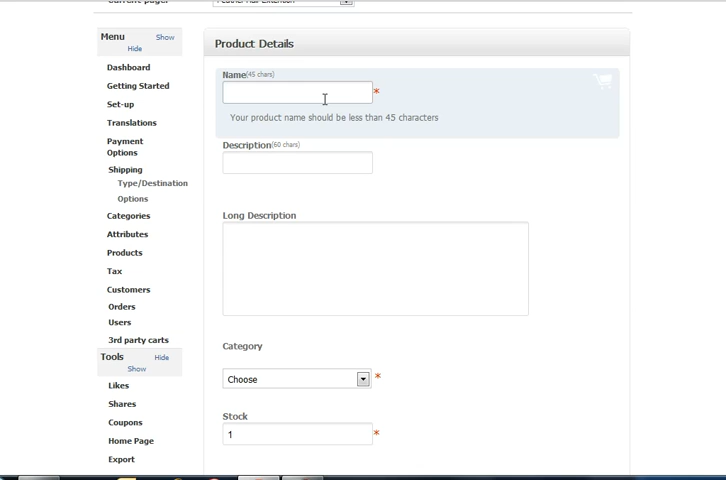 Menu
Show
Hide
Dashboard
Getting Started
Set-up
Translations
Payment
Options
Shipping
Type/Destination
Options
Categories
Attributes
Products
Tax
Customers
Orders
Users
3rd party carts
Tools
Hide
Show
Likes
Shares
Coupons
Home Page
Export
Product Details
Name(45 chars)
*
Your product name should be less than 45 characters
Description(60 chars)
Long Description
Category
Choose
*
Stock
1
*